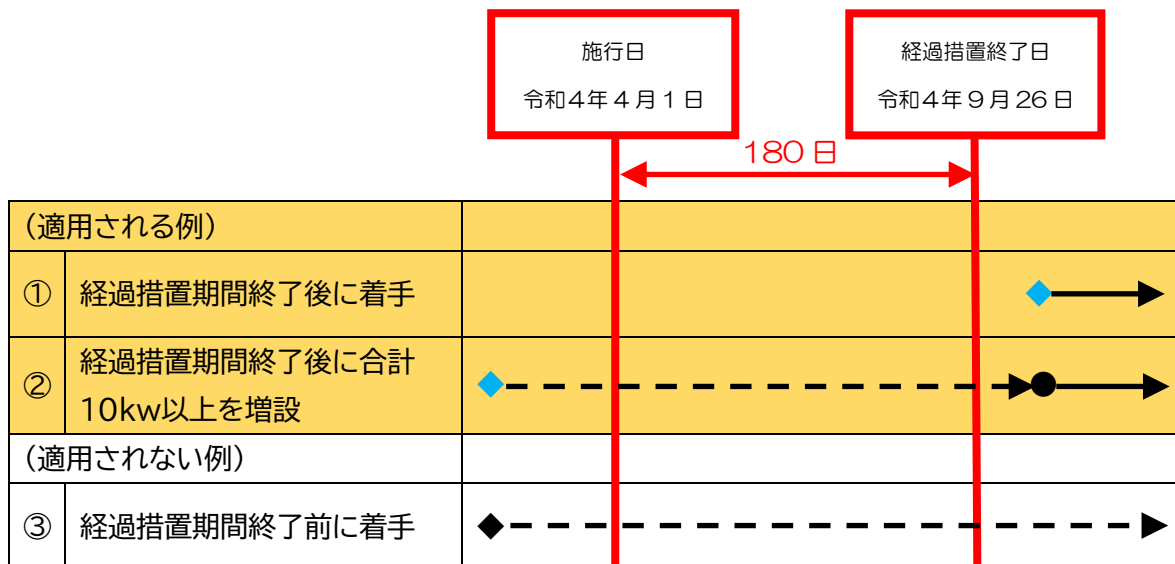 施行日
令和4年4月1日
経過措置終了日
令和4年9月26日
180日
（適用される例）
① 経過措置期間終了後に着手
② 経過措置期間終了後に合計
10kw以上を増設
（適用されない例）
③ 経過措置期間終了前に着手